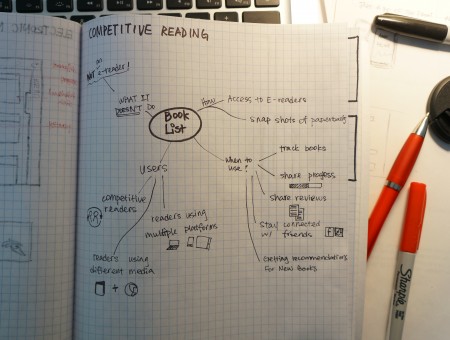 COMPETITIVE READING
NOT e-reader!
WHAT IT
DOESN'T DO
HOW
Access to E-readers
snap shots of
Book
List
users
When to
use?
track books
share progress
share reviews
stay connected
w/ friends
Getting recommendations
For New Books
competitive
readers
readers using
multiple platforms
readers using
different media
+
ELECTRONIC
Sharpie